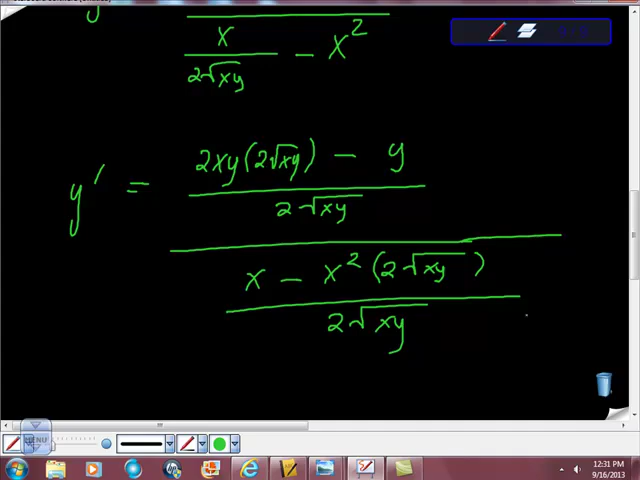 x
2√xy
- x²
2xy(2√xy) - y
2√xy
y' =
x - x²(2√xy)
2√xy
MENU
12:31 PM
9/16/2013